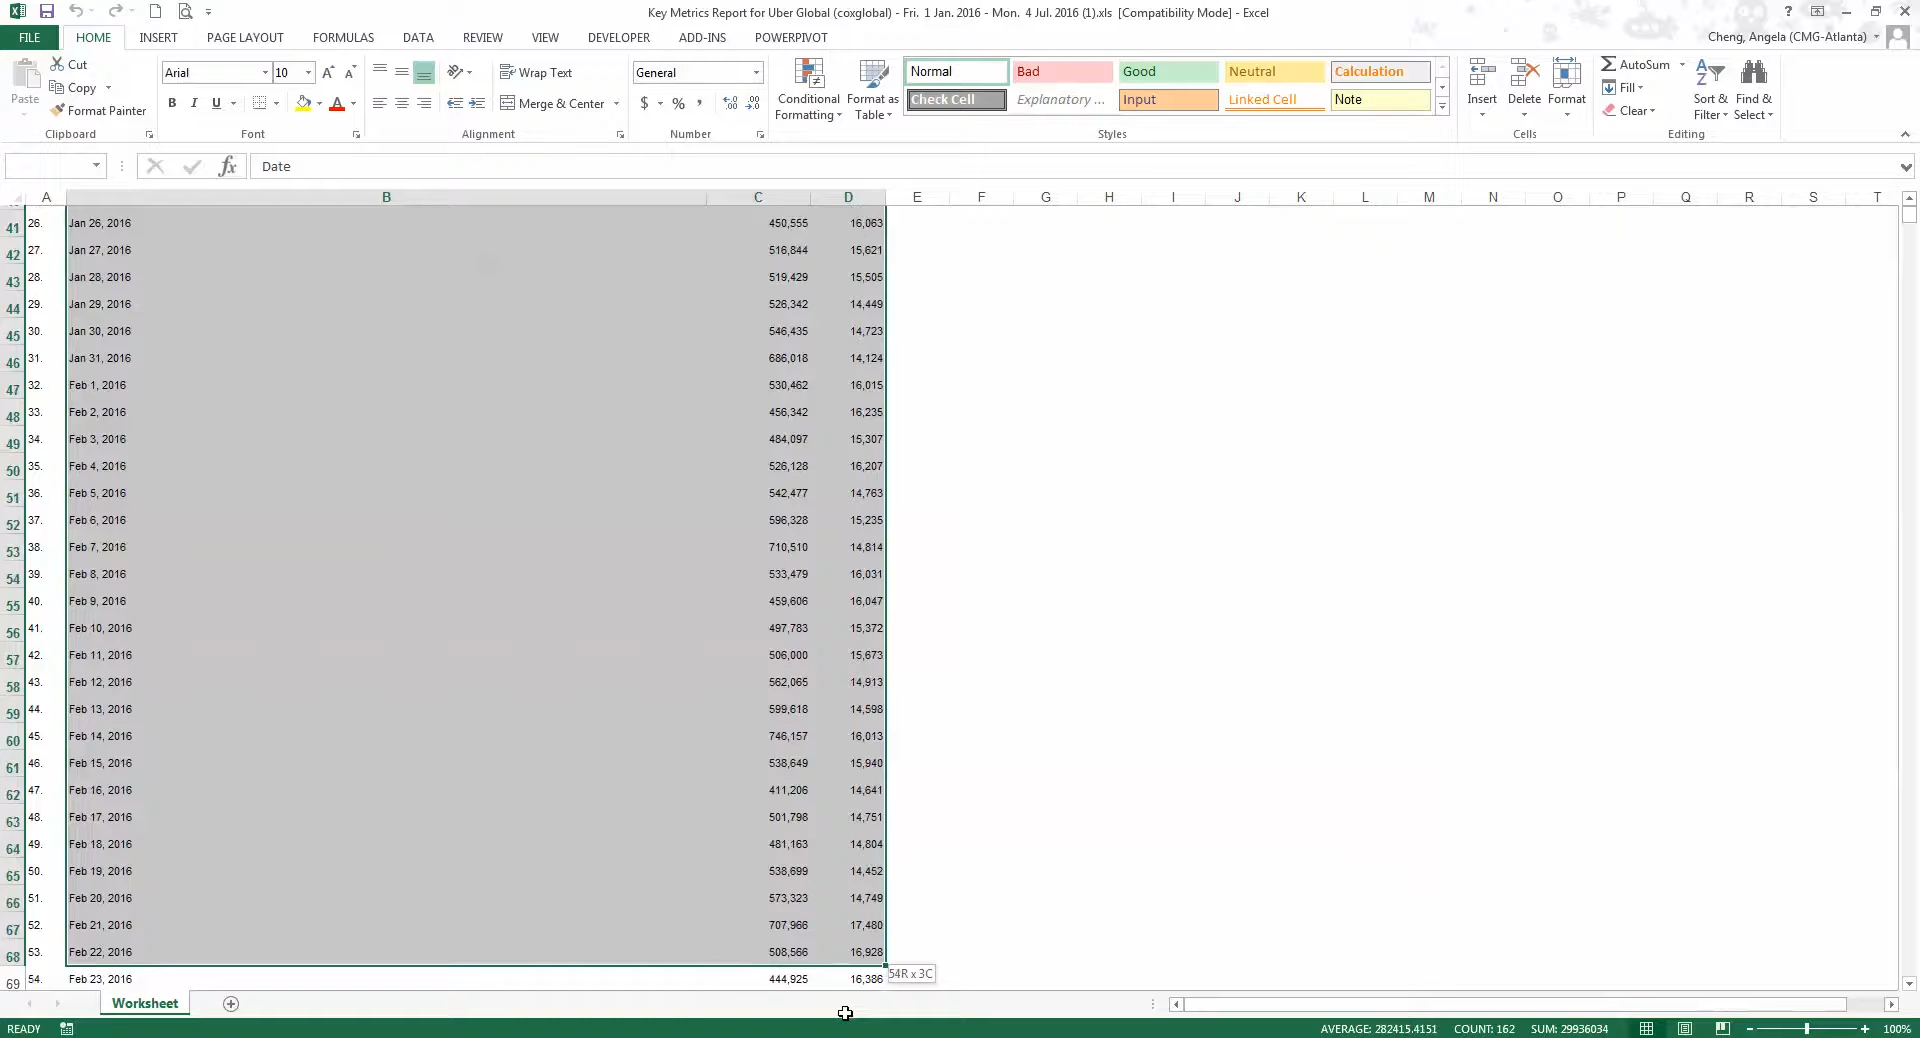 Key Metrics Report for Uber Global (coxglobal) - Fri. 1 Jan. 2016 - Mon. 4 Jul. 2016 (1).xls [Compatibility Mode] - Excel
FILE HOME INSERT PAGE LAYOUT FORMULAS DATA REVIEW VIEW DEVELOPER ADD-INS POWERPIVOT
Cheng, Angela (CMG-Atlanta)
Paste
Cut
Copy
Format Painter
Clipboard
Arial 10
B I U
Font
Wrap Text
Merge & Center
Alignment
General
$ % ,
Number
Conditional Formatting
Format as Table
Normal Bad Good Neutral Calculation
Check Cell Explanatory ... Input Linked Cell Note
Styles
Insert Delete Format
Cells
AutoSum
Fill
Clear
Sort & Filter
Find & Select
Editing
fx Date
A B C D E F G H I J K L M N O P Q R S T
41 26. Jan 26, 2016 450,555 16,063
42 27. Jan 27, 2016 516,844 15,621
43 28. Jan 28, 2016 519,429 15,505
44 29. Jan 29, 2016 526,342 14,449
45 30. Jan 30, 2016 546,435 14,723
46 31. Jan 31, 2016 686,018 14,124
47 32. Feb 1, 2016 530,462 16,015
48 33. Feb 2, 2016 456,342 16,235
49 34. Feb 3, 2016 484,097 15,307
50 35. Feb 4, 2016 526,128 16,207
51 36. Feb 5, 2016 542,477 14,763
52 37. Feb 6, 2016 596,328 15,235
53 38. Feb 7, 2016 710,510 14,814
54 39. Feb 8, 2016 533,479 16,031
55 40. Feb 9, 2016 459,606 16,047
56 41. Feb 10, 2016 497,783 15,372
57 42. Feb 11, 2016 506,000 15,673
58 43. Feb 12, 2016 562,065 14,913
59 44. Feb 13, 2016 599,618 14,598
60 45. Feb 14, 2016 746,157 16,013
61 46. Feb 15, 2016 538,649 15,940
62 47. Feb 16, 2016 411,206 14,641
63 48. Feb 17, 2016 501,798 14,751
64 49. Feb 18, 2016 481,163 14,804
65 50. Feb 19, 2016 538,699 14,452
66 51. Feb 20, 2016 573,323 14,749
67 52. Feb 21, 2016 707,966 17,480
68 53. Feb 22, 2016 508,566 16,928
54R x 3C
69 54. Feb 23, 2016 444,925 16,386
Worksheet
READY AVERAGE: 282415.4151 COUNT: 162 SUM: 29936034 100%